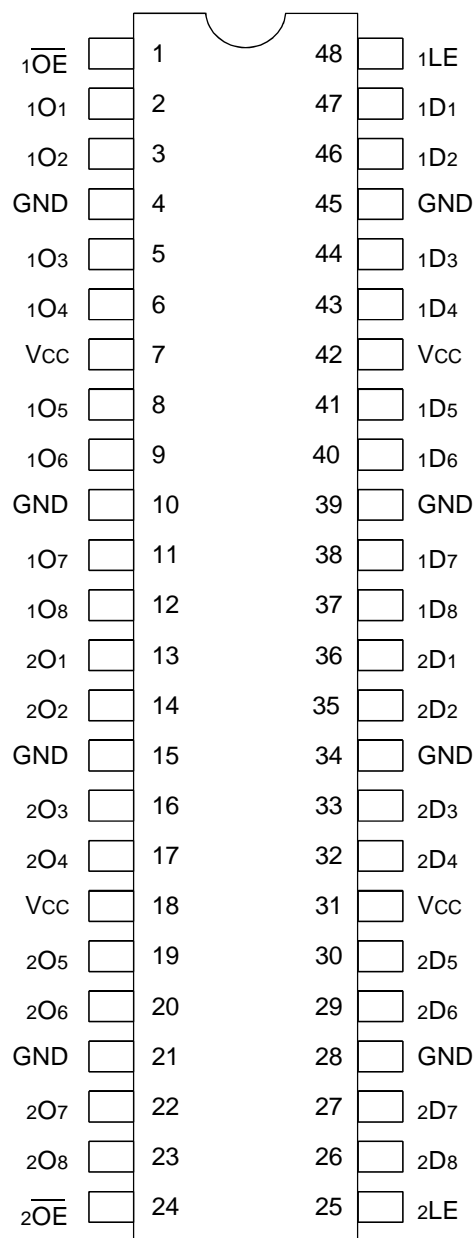 1OE 1 48 1LE
1O1 2 47 1D1
1O2 3 46 1D2
GND 4 45 GND
1O3 5 44 1D3
1O4 6 43 1D4
VCC 7 42 VCC
1O5 8 41 1D5
1O6 9 40 1D6
GND 10 39 GND
1O7 11 38 1D7
1O8 12 37 1D8
2O1 13 36 2D1
2O2 14 35 2D2
GND 15 34 GND
2O3 16 33 2D3
2O4 17 32 2D4
VCC 18 31 VCC
2O5 19 30 2D5
2O6 20 29 2D6
GND 21 28 GND
2O7 22 27 2D7
2O8 23 26 2D8
2OE 24 25 2LE